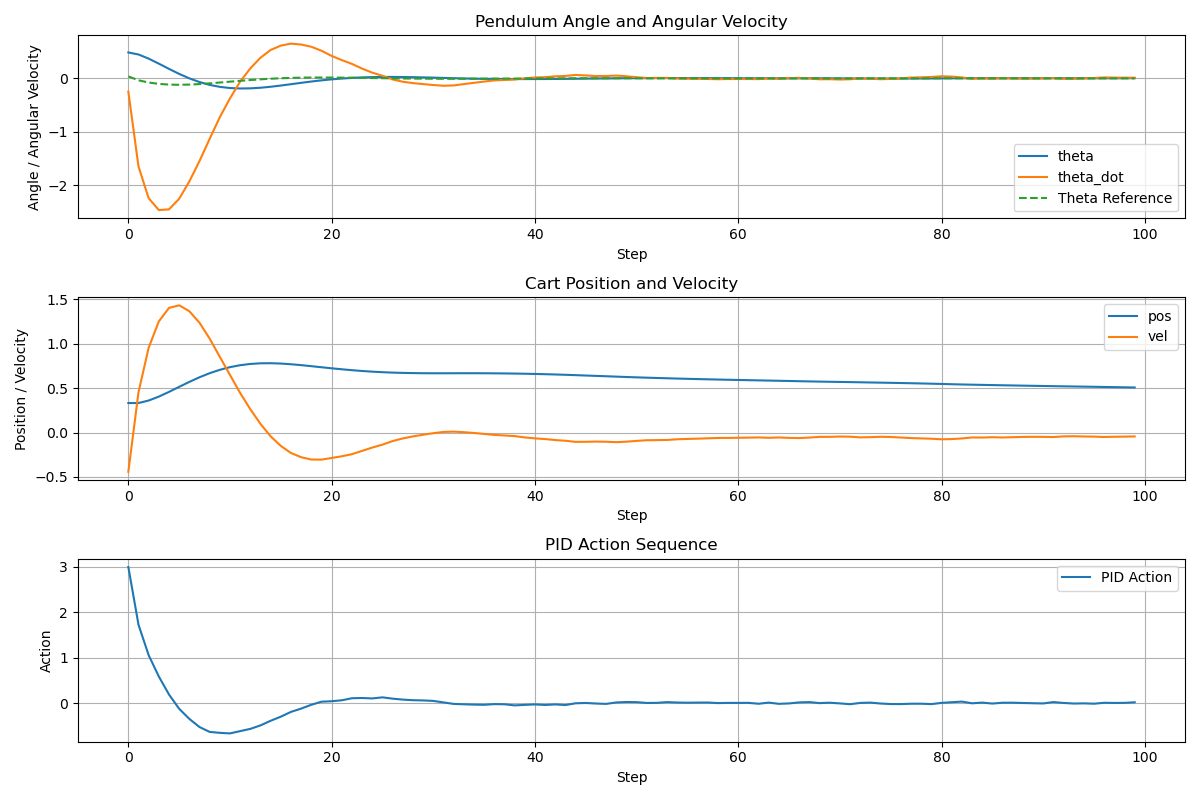 Pendulum Angle and Angular Velocity
Angle / Angular Velocity
0
−1
−2
theta
theta_dot
Theta Reference
0
20
40
60
80
100
Step
Cart Position and Velocity
Position / Velocity
1.5
1.0
0.5
0.0
−0.5
pos
vel
0
20
40
60
80
100
Step
PID Action Sequence
Action
3
2
1
0
PID Action
0
20
40
60
80
100
Step